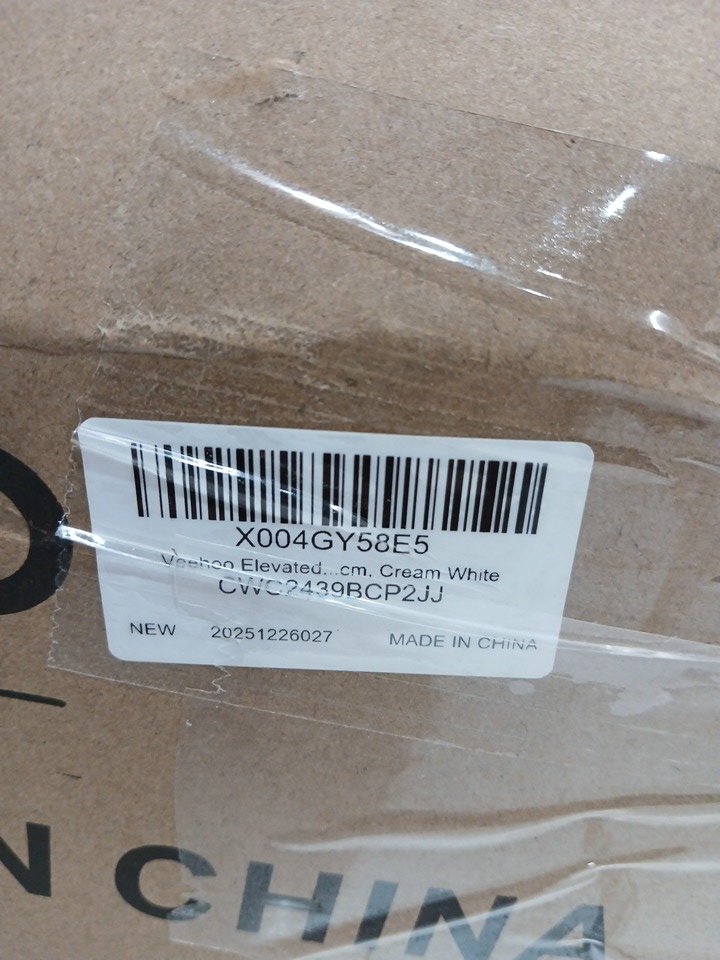 X004GY58E5
Veehoo Elevated...cm, Cream White
CWC2439BCP2JJ
NEW 20251226027 MADE IN CHINA
N CHINA